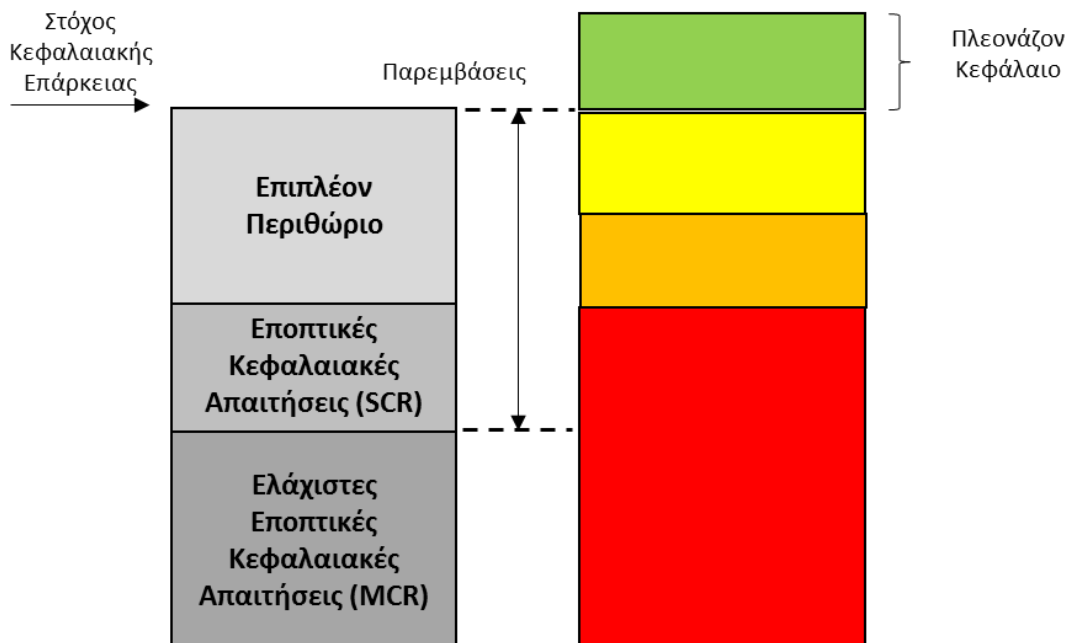 Στόχος
Κεφαλαιακής
Επάρκειας
Παρεμβάσεις
Πλεονάζον
Κεφάλαιο
Επιπλέον
Περιθώριο
Εποπτικές
Κεφαλαιακές
Απαιτήσεις (SCR)
Ελάχιστες
Εποπτικές
Κεφαλαιακές
Απαιτήσεις (MCR)